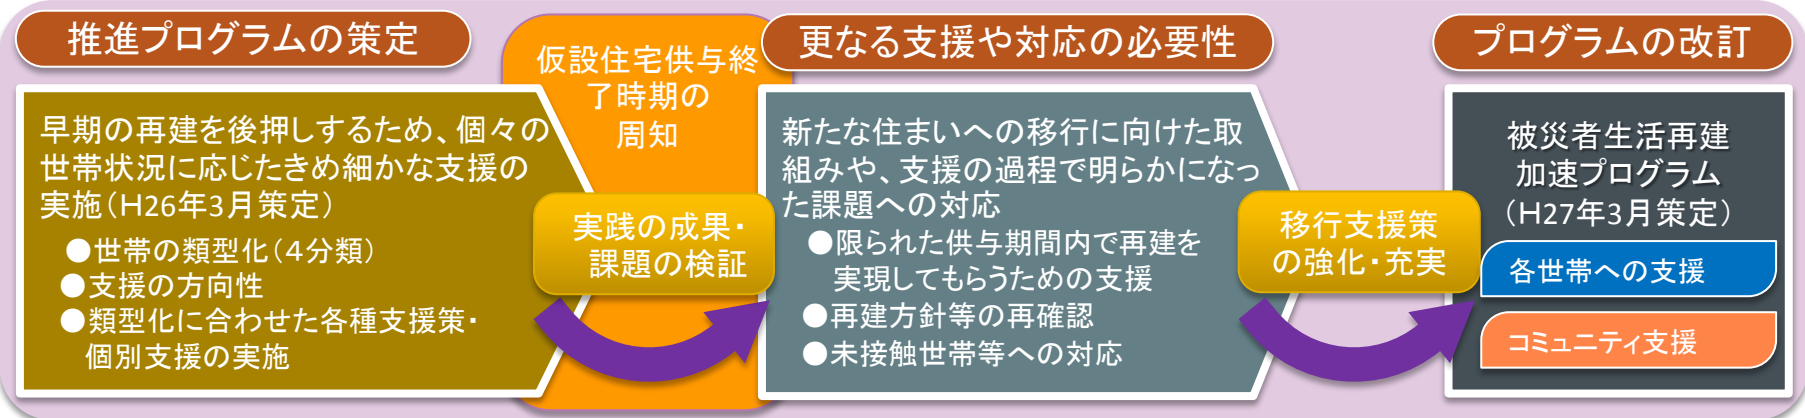 推進プログラムの策定
早期の再建を後押しするため、個々の
世帯状況に応じたきめ細かな支援の
実施（H26年3月策定）
●世帯の類型化（４分類）
●支援の方向性
●類型化に合わせた各種支援策・
個別支援の実施
仮設住宅供与終
了時期の
周知
実践の成果・
課題の検証
更なる支援や対応の必要性
新たな住まいへの移行に向けた取
組みや、支援の過程で明らかになっ
た課題への対応
●限られた供与期間内で再建を
実現してもらうための支援
●再建方針等の再確認
●未接触世帯等への対応
移行支援策
の強化・充実
プログラムの改訂
被災者生活再建
加速プログラム
（H27年3月策定）
各世帯への支援
コミュニティ支援